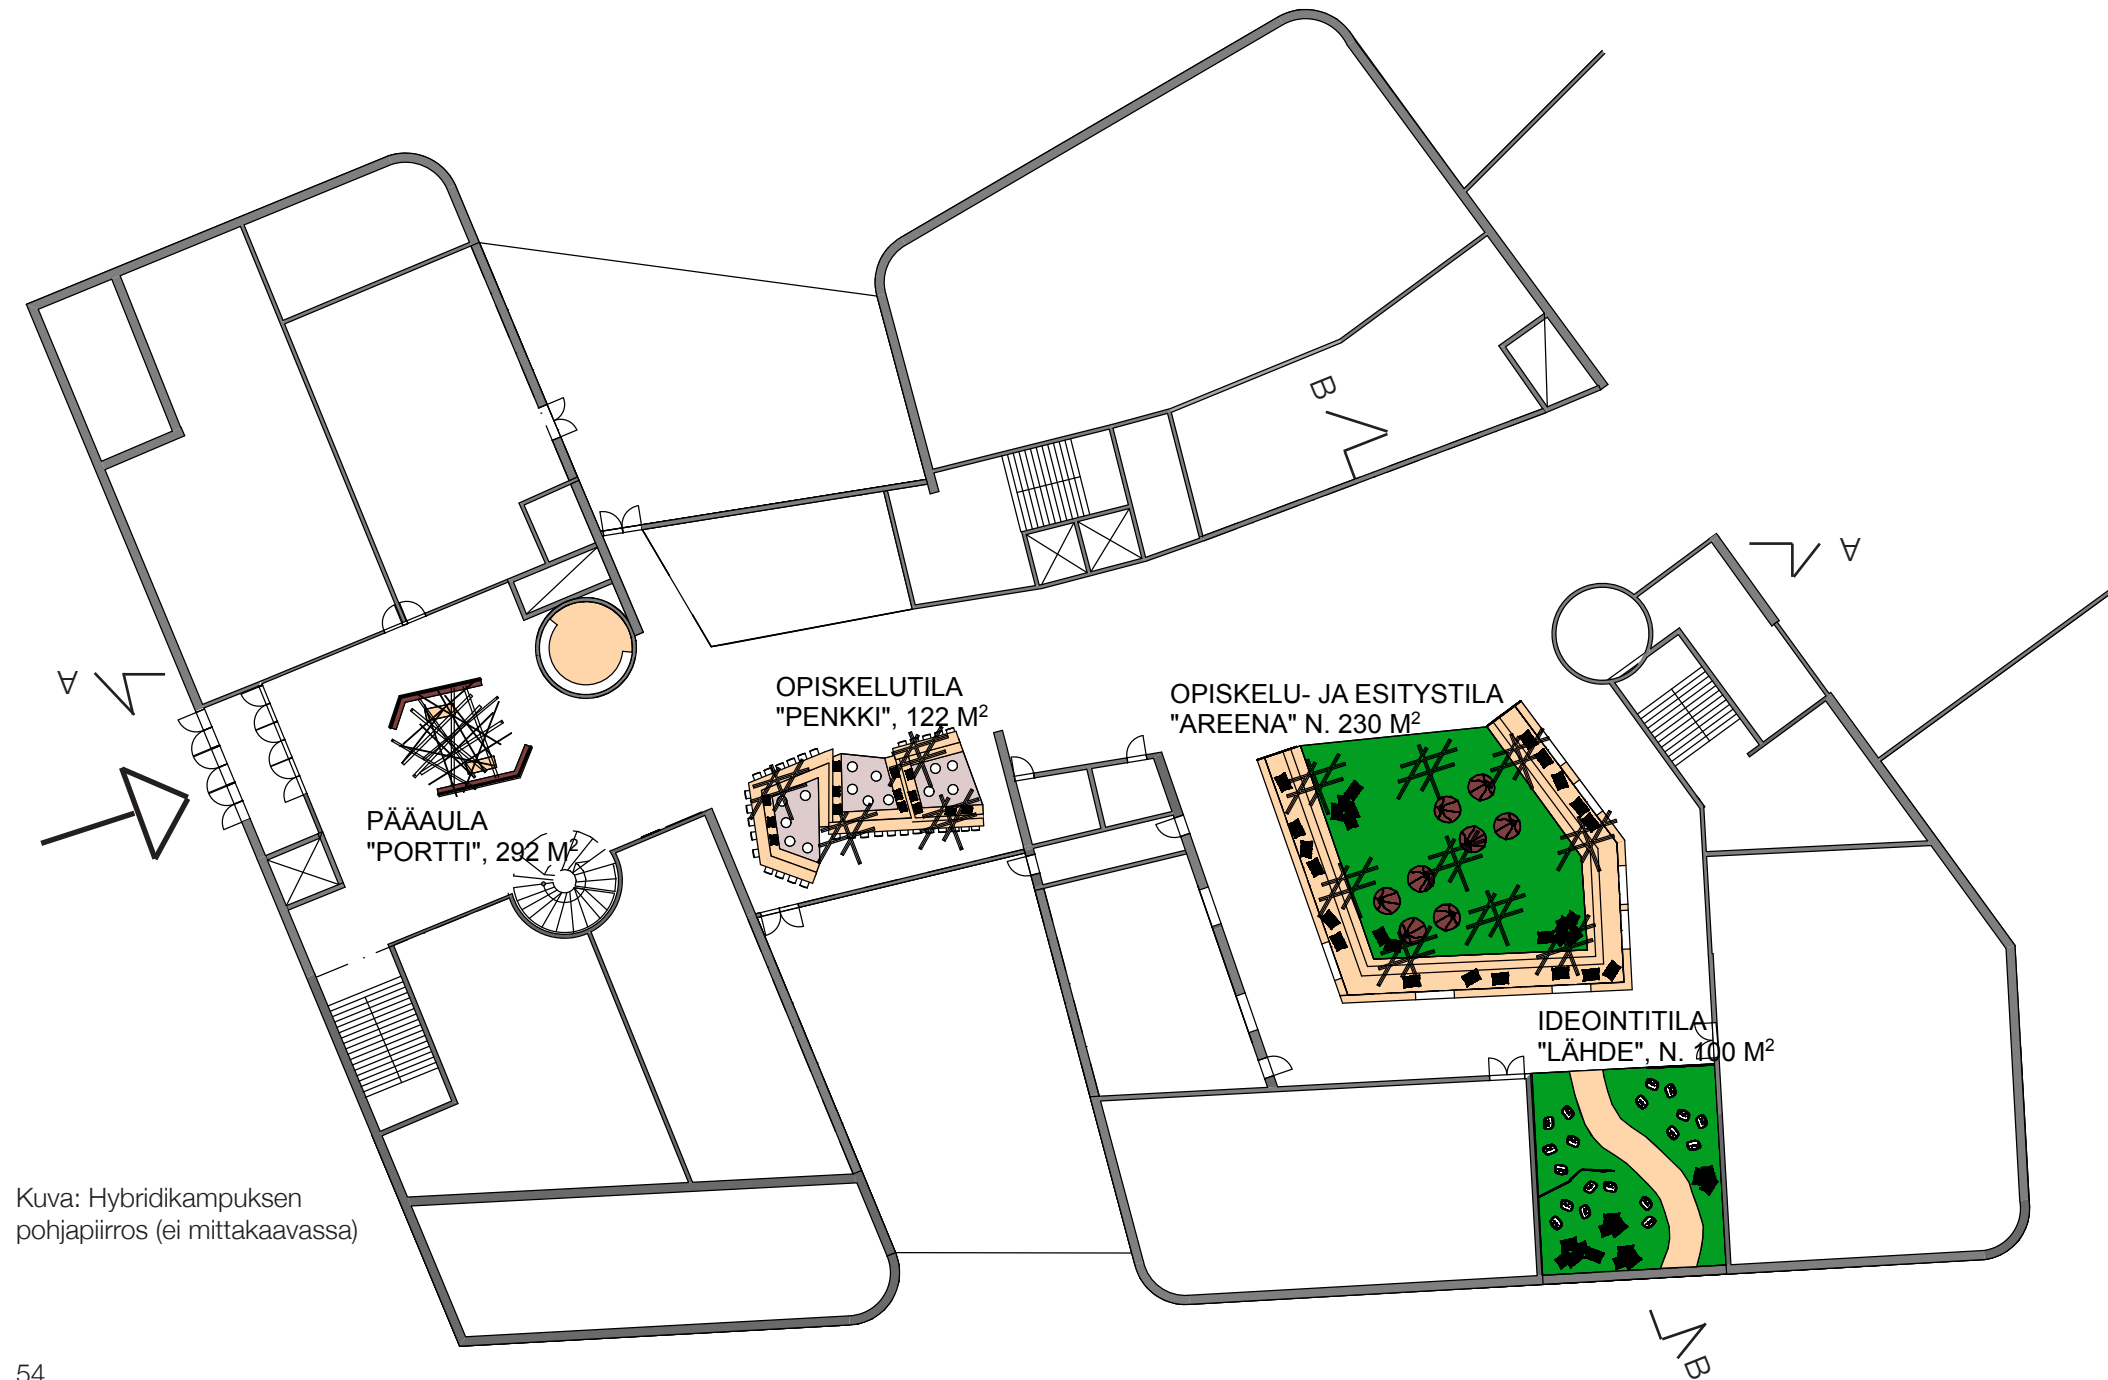 B
A
A
OPISKELUTILA
"PENKKI", 122 M²
OPISKELU- JA ESITYSTILA
"AREENA" N. 230 M²
PÄÄAULA
"PORTTI", 292 M²
IDEOINTITILA
"LÄHDE", N. 100 M²
Kuva: Hybridikampuksen
pohjapiirros (ei mittakaavassa)
B
54